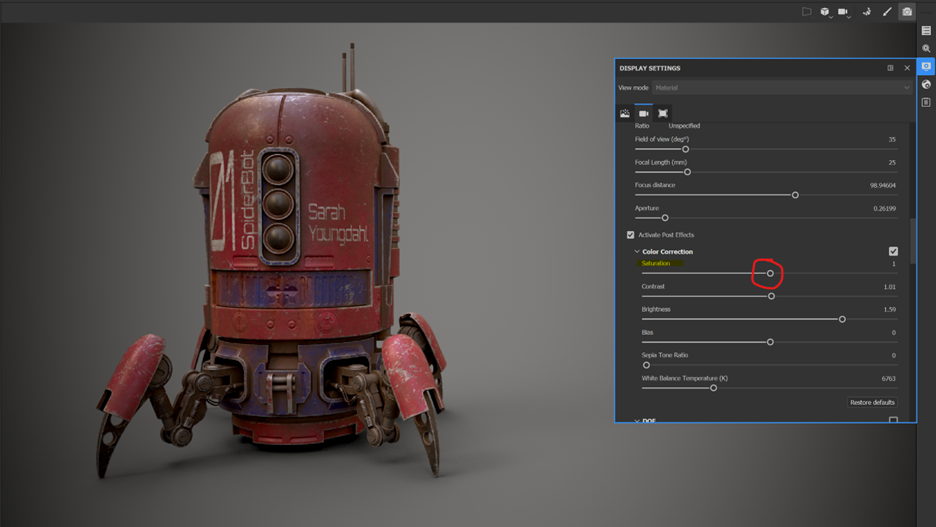 DISPLAY SETTINGS
View mode Material
Ratio Unspecified
Field of view (deg°) 35
Focal Length (mm) 25
Focus distance 98.94604
Aperture 0.26199
Activate Post Effects
Color Correction
Saturation 1
Contrast 1.01
Brightness 1.59
Bias 0
Sepia Tone Ratio 0
White Balance Temperature (K) 6763
Restore defaults
DOF
01
SpiderBot
Sarah
Youngdahl